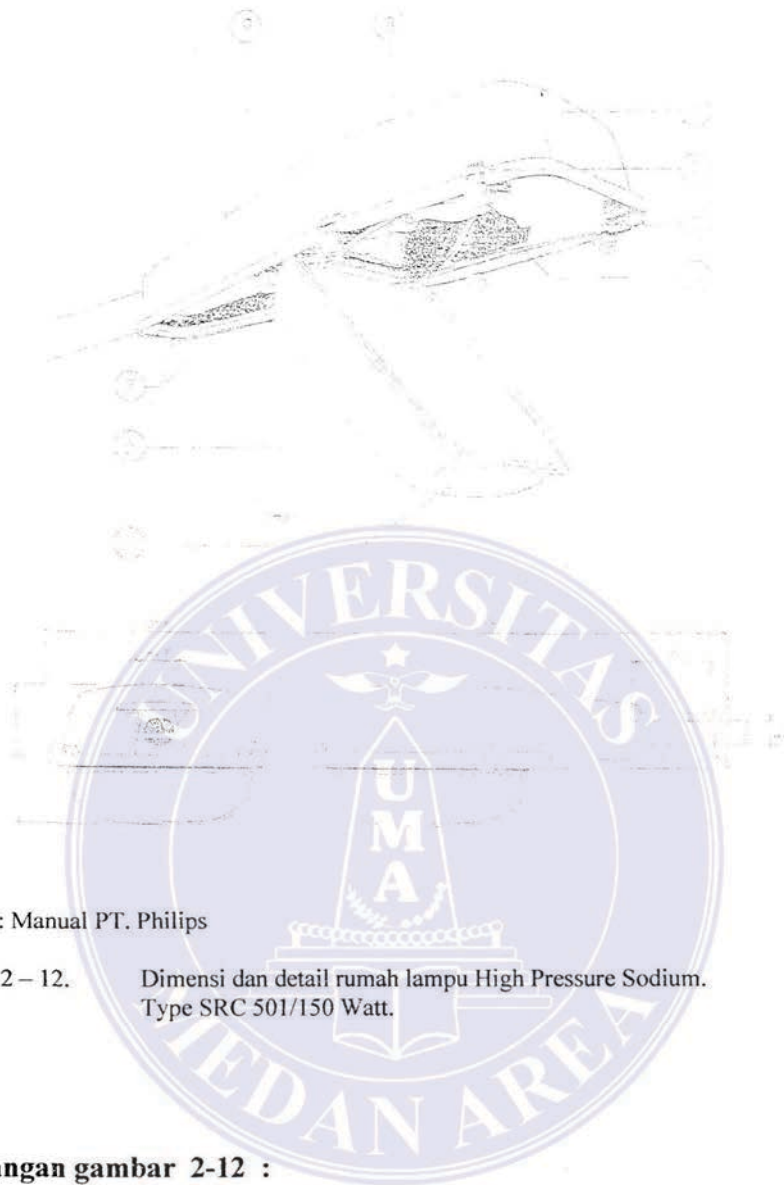 : Manual PT. Philips
2 – 12. Dimensi dan detail rumah lampu High Pressure Sodium.
Type SRC 501/150 Watt.
UNIVERSITAS
UMA
MEDAN AREA
angan gambar 2-12 :